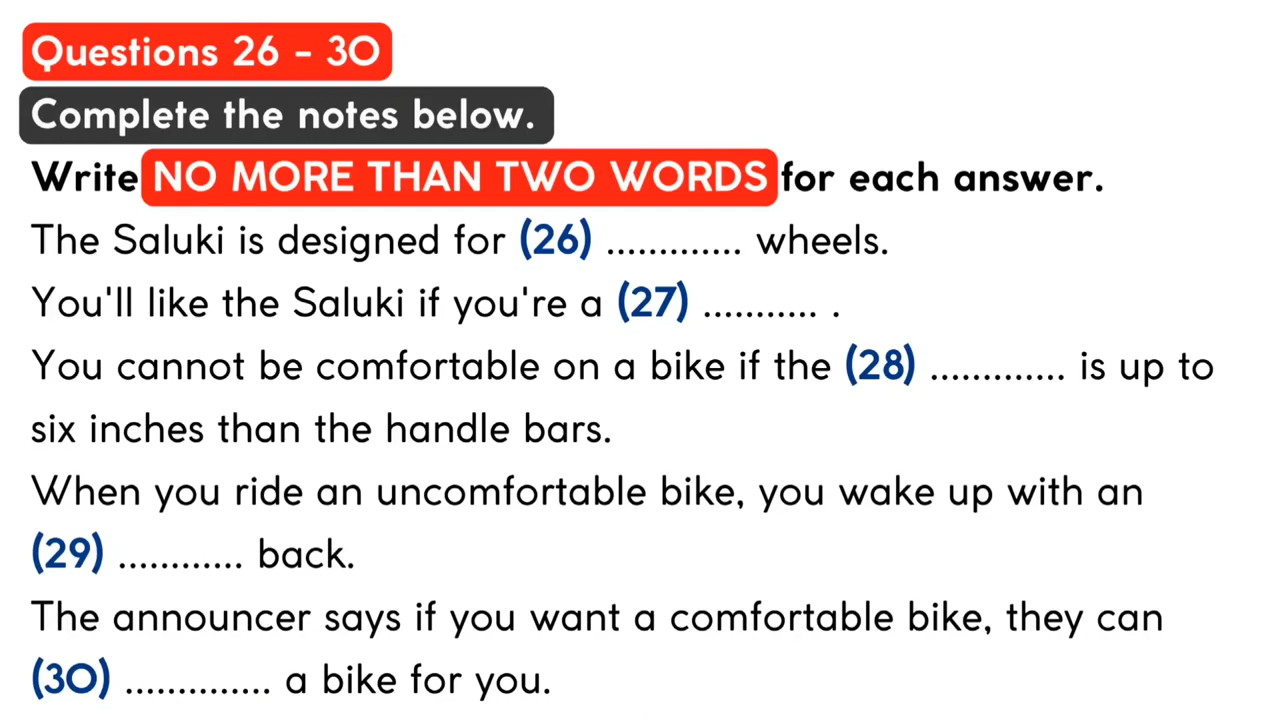 Questions 26 - 30
Complete the notes below.
Write NO MORE THAN TWO WORDS for each answer.
The Saluki is designed for (26) ............. wheels.
You'll like the Saluki if you're a (27) ........... .
You cannot be comfortable on a bike if the (28) ............. is up to
six inches than the handle bars.
When you ride an uncomfortable bike, you wake up with an
(29) ............ back.
The announcer says if you want a comfortable bike, they can
(30) .............. a bike for you.